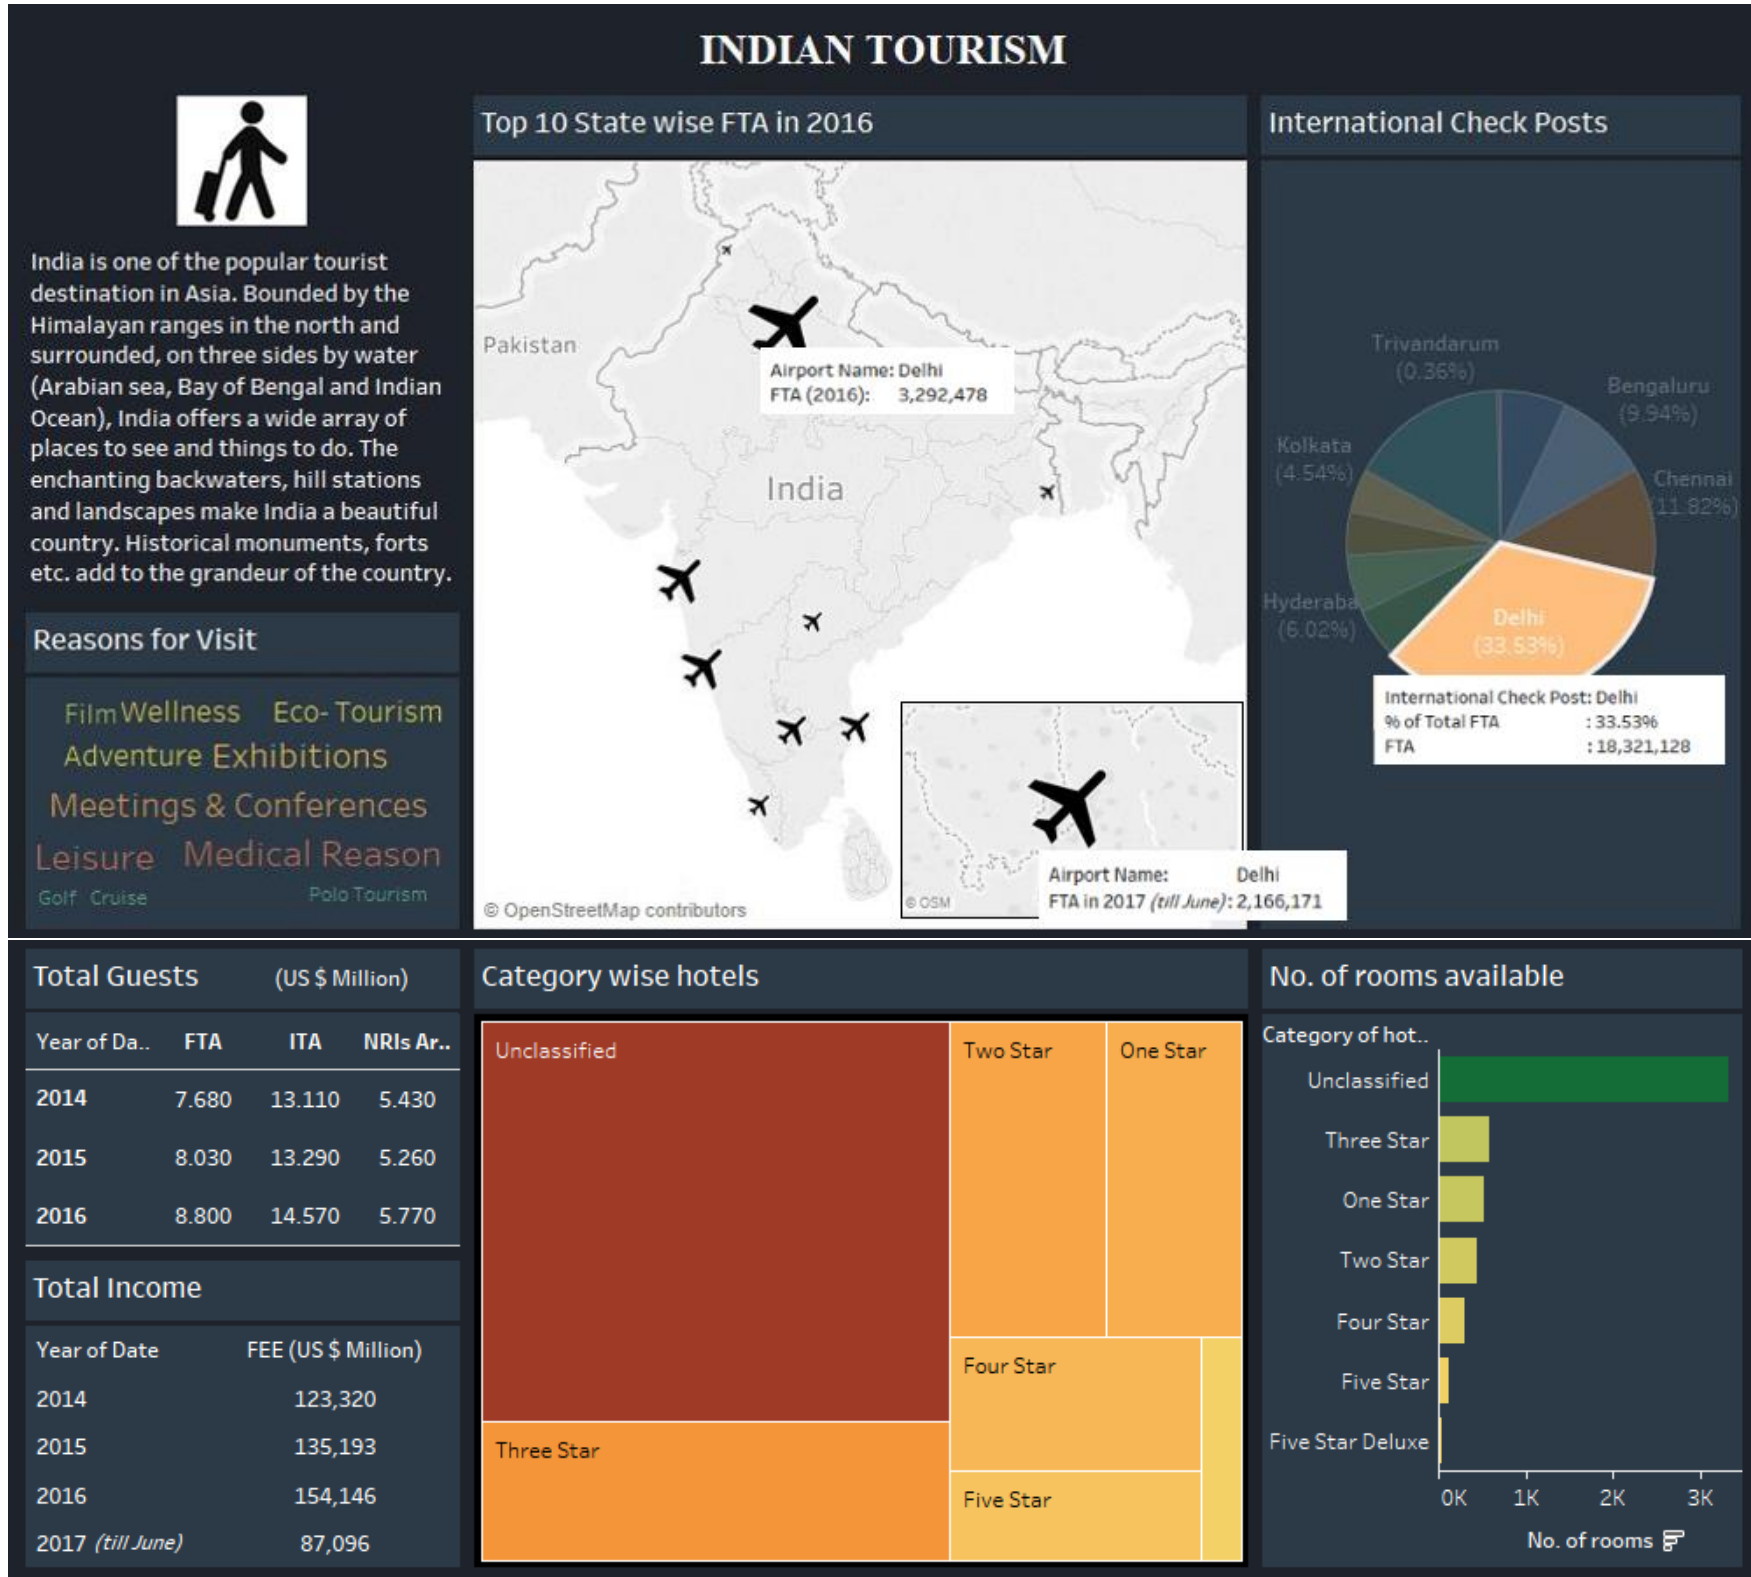 INDIAN TOURISM
India is one of the popular tourist
destination in Asia. Bounded by the
Himalayan ranges in the north and
surrounded, on three sides by water
(Arabian sea, Bay of Bengal and Indian
Ocean), India offers a wide array of
places to see and things to do. The
enchanting backwaters, hill stations
and landscapes make India a beautiful
country. Historical monuments, forts
etc. add to the grandeur of the country.
Reasons for Visit
Film Wellness Eco- Tourism
Adventure Exhibitions
Meetings & Conferences
Leisure Medical Reason
Golf Cruise Polo Tourism
Top 10 State wise FTA in 2016
Pakistan
Airport Name: Delhi
FTA (2016): 3,292,478
India
© OpenStreetMap contributors
© OSM
Airport Name: Delhi
FTA in 2017 (till June): 2,166,171
International Check Posts
Trivandarum
(0.36%)
Bengaluru
(9.94%)
Kolkata
(4.54%)
Chennai
(11.82%)
Hyderaba
(6.02%)
Delhi
(33.53%)
International Check Post: Delhi
% of Total FTA : 33.53%
FTA : 18,321,128
Total Guests (US $ Million)
Year of Da.. FTA ITA NRIs Ar..
2014 7.680 13.110 5.430
2015 8.030 13.290 5.260
2016 8.800 14.570 5.770
Total Income
Year of Date FEE (US $ Million)
2014 123,320
2015 135,193
2016 154,146
2017 (till June) 87,096
Category wise hotels
Unclassified
Two Star
One Star
Four Star
Three Star
Five Star
No. of rooms available
Category of hot..
Unclassified
Three Star
One Star
Two Star
Four Star
Five Star
Five Star Deluxe
0K 1K 2K 3K
No. of rooms